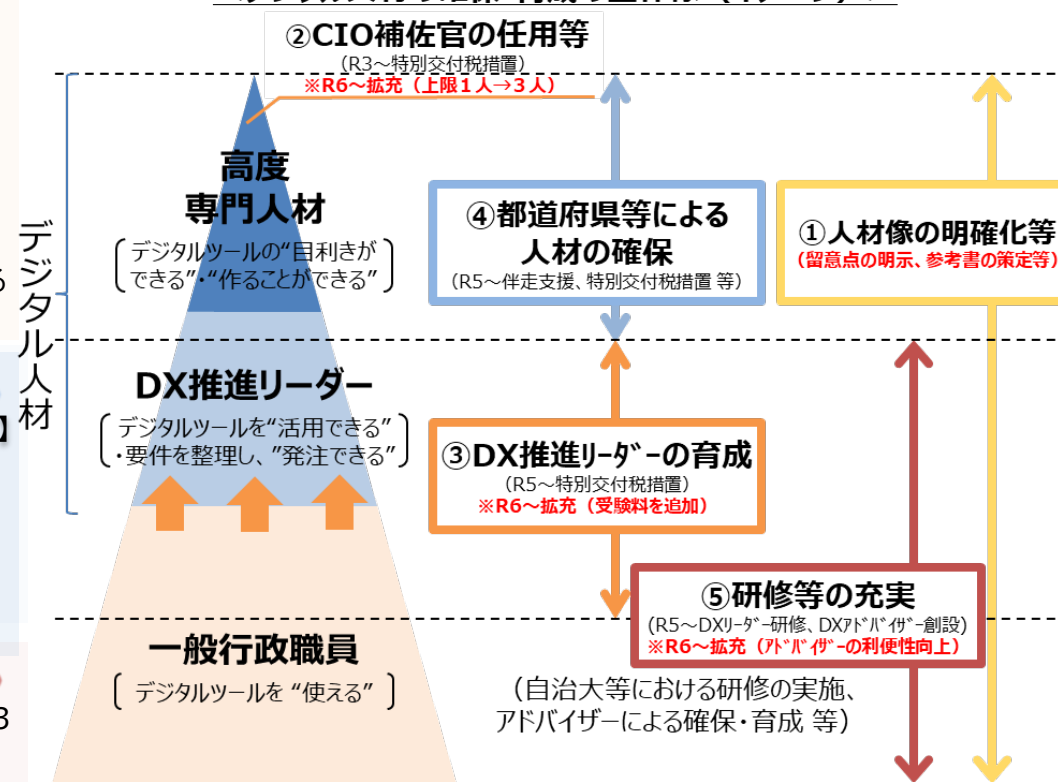 ②CIO補佐官の任用等
(R3～特別交付税措置)
※R6～拡充（上限１人→３人）
高度
専門人材
デジタルツールの“目利きが
できる”・“作ることができる”
デジタル人材
④都道府県等による
人材の確保
(R5～伴走支援、特別交付税措置 等)
①人材像の明確化等
(留意点の明示、参考書の策定等)
DX推進リーダー
デジタルツールを“活用できる”
・要件を整理し、”発注できる”
③DX推進ﾘｰﾀﾞｰの育成
(R5～特別交付税措置)
※R6～拡充（受験料を追加）
⑤研修等の充実
(R5～DXﾘｰﾀﾞｰ研修、DXｱﾄﾞﾊﾞｲｻﾞｰ創設)
※R6～拡充（ｱﾄﾞﾊﾞｲｻﾞｰの利便性向上）
一般行政職員
デジタルツールを “使える”
（自治大等における研修の実施、
アドバイザーによる確保・育成 等）